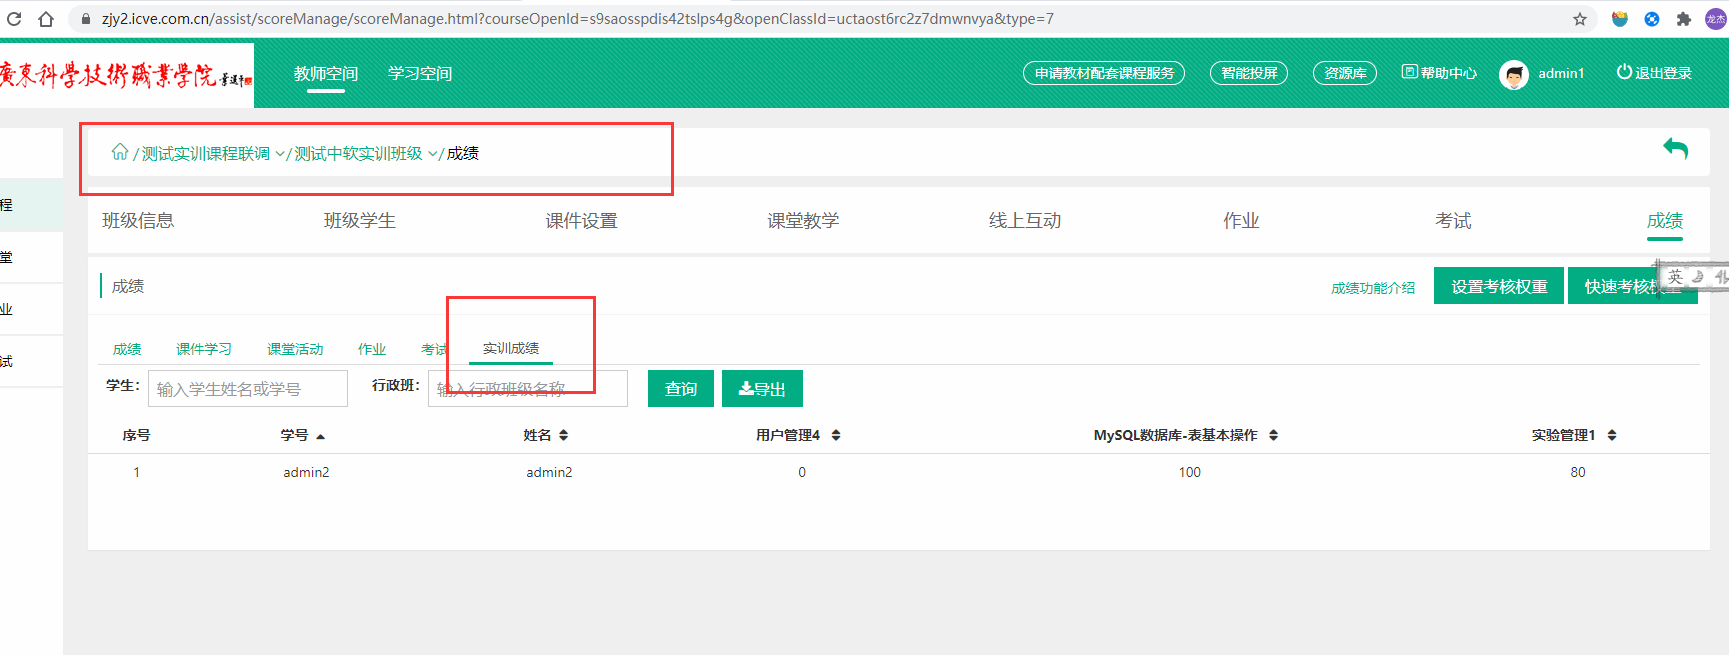 zjy2.icve.com.cn/assist/scoreManage/scoreManage.html?courseOpenId=s9saosspdis42tslps4g&openClassId=uctaost6rc2z7dmwnvya&type=7
龙杰
廣東科学技術職業学院
教师空间 学习空间 申请教材配套课程服务 智能投屏 资源库 帮助中心 admin1 退出登录
/ 测试实训课程联调 / 测试中软实训班级 / 成绩
程
堂
业
试
班级信息 班级学生 课件设置 课堂教学 线上互动 作业 考试 成绩
成绩 成绩功能介绍 设置考核权重 快速考核权重
英
成绩 课件学习 课堂活动 作业 考试 实训成绩
学生: 输入学生姓名或学号 行政班: 输入行政班级名称 查询 导出
序号 学号 姓名 用户管理4 MySQL数据库-表基本操作 实验管理1
1 admin2 admin2 0 100 80